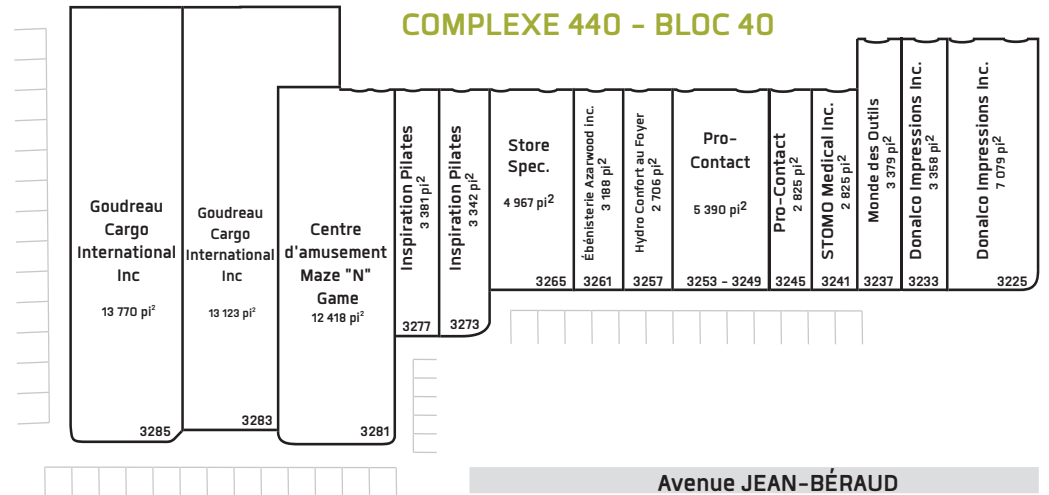 COMPLEXE 440 - BLOC 40
Goudreau
Cargo
International
Inc
13 770 pi²
3285
Goudreau
Cargo
International
Inc
13 123 pi²
3283
Centre
d'amusement
Maze "N"
Game
12 418 pi²
3281
Inspiration Pilates
3 381 pi²
3277
Inspiration Pilates
3 342 pi²
3273
Store
Spec.
4 967 pi²
3265
Ébénisterie Azarwood inc.
3 188 pi²
3261
Hydro Confort au Foyer
2 706 pi²
3257
Pro-
Contact
5 390 pi²
3253 - 3249
Pro-Contact
2 825 pi²
3245
STOMO Medical Inc.
2 825 pi²
3241
Monde des Outils
3 379 pi²
3237
Donalco Impressions Inc.
3 358 pi²
3233
Donalco Impressions Inc.
7 079 pi²
3225
Avenue JEAN-BÉRAUD